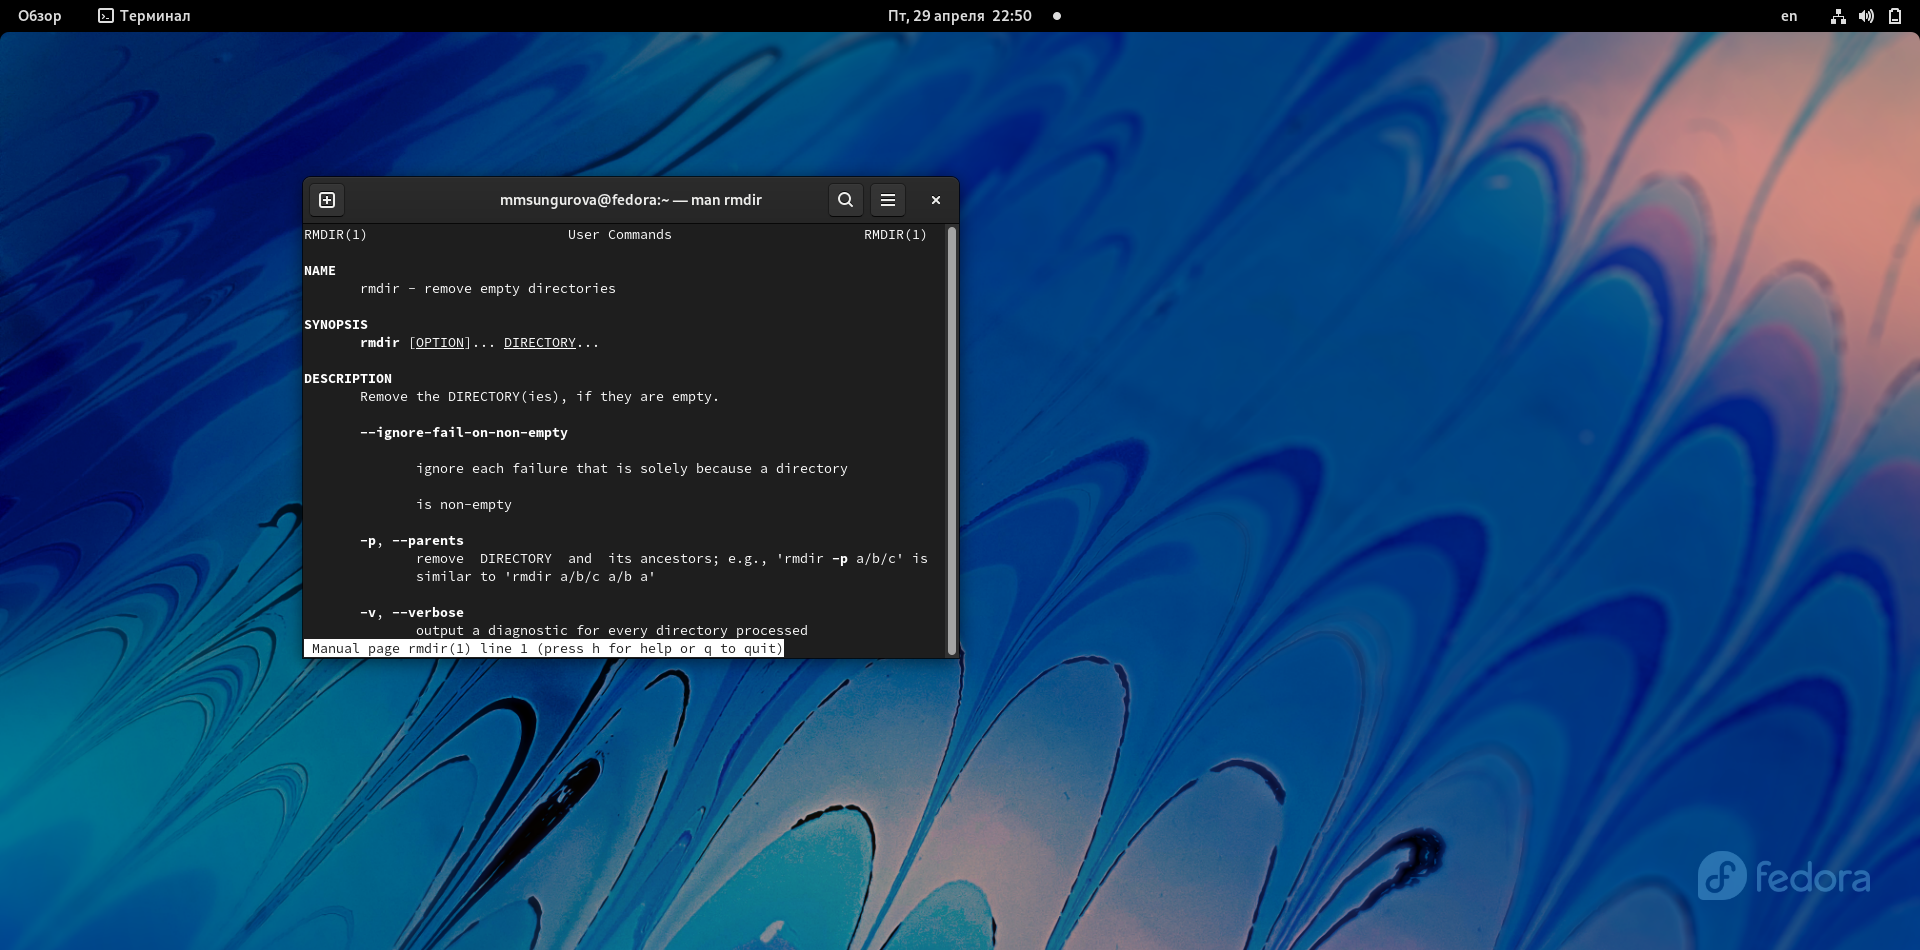 Обзор Терминал Пт, 29 апреля 22:50 en
mmsungurova@fedora:~ — man rmdir
RMDIR(1) User Commands RMDIR(1)
NAME
rmdir - remove empty directories
SYNOPSIS
rmdir [OPTION]... DIRECTORY...
DESCRIPTION
Remove the DIRECTORY(ies), if they are empty.
--ignore-fail-on-non-empty
ignore each failure that is solely because a directory
is non-empty
-p, --parents
remove DIRECTORY and its ancestors; e.g., 'rmdir -p a/b/c' is
similar to 'rmdir a/b/c a/b a'
-v, --verbose
output a diagnostic for every directory processed
Manual page rmdir(1) line 1 (press h for help or q to quit)
fedora